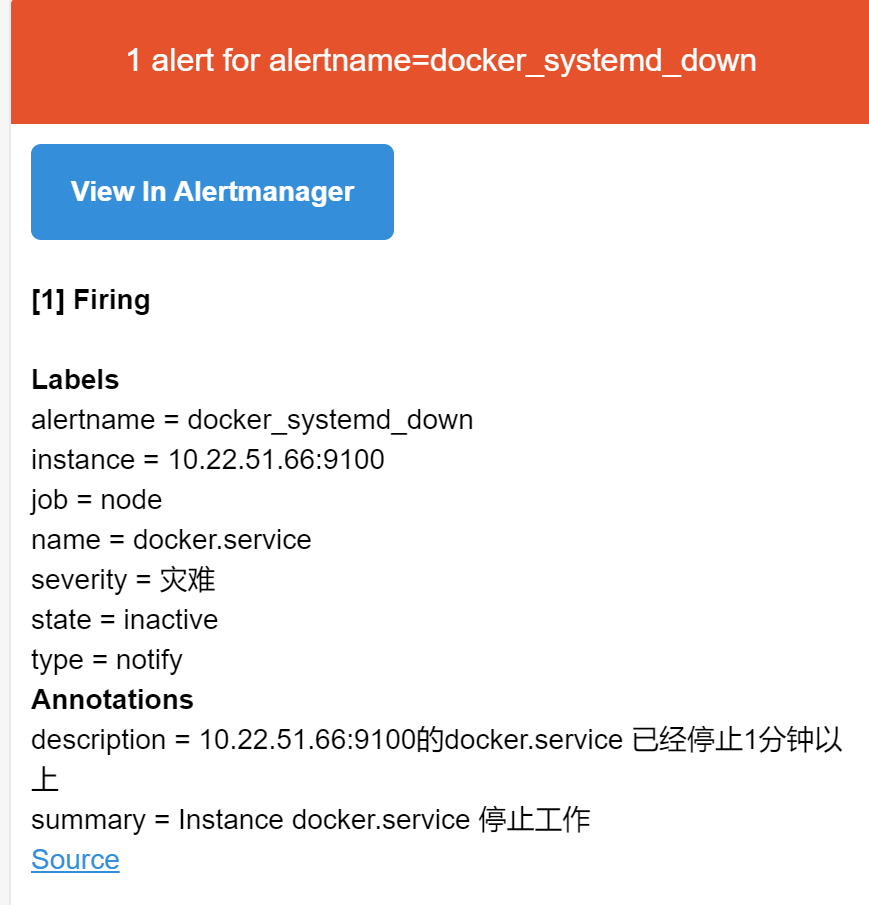 1 alert for alertname=docker_systemd_down
View In Alertmanager
[1] Firing
Labels
alertname = docker_systemd_down
instance = 10.22.51.66:9100
job = node
name = docker.service
severity = 灾难
state = inactive
type = notify
Annotations
description = 10.22.51.66:9100的docker.service 已经停止1分钟以
上
summary = Instance docker.service 停止工作
Source